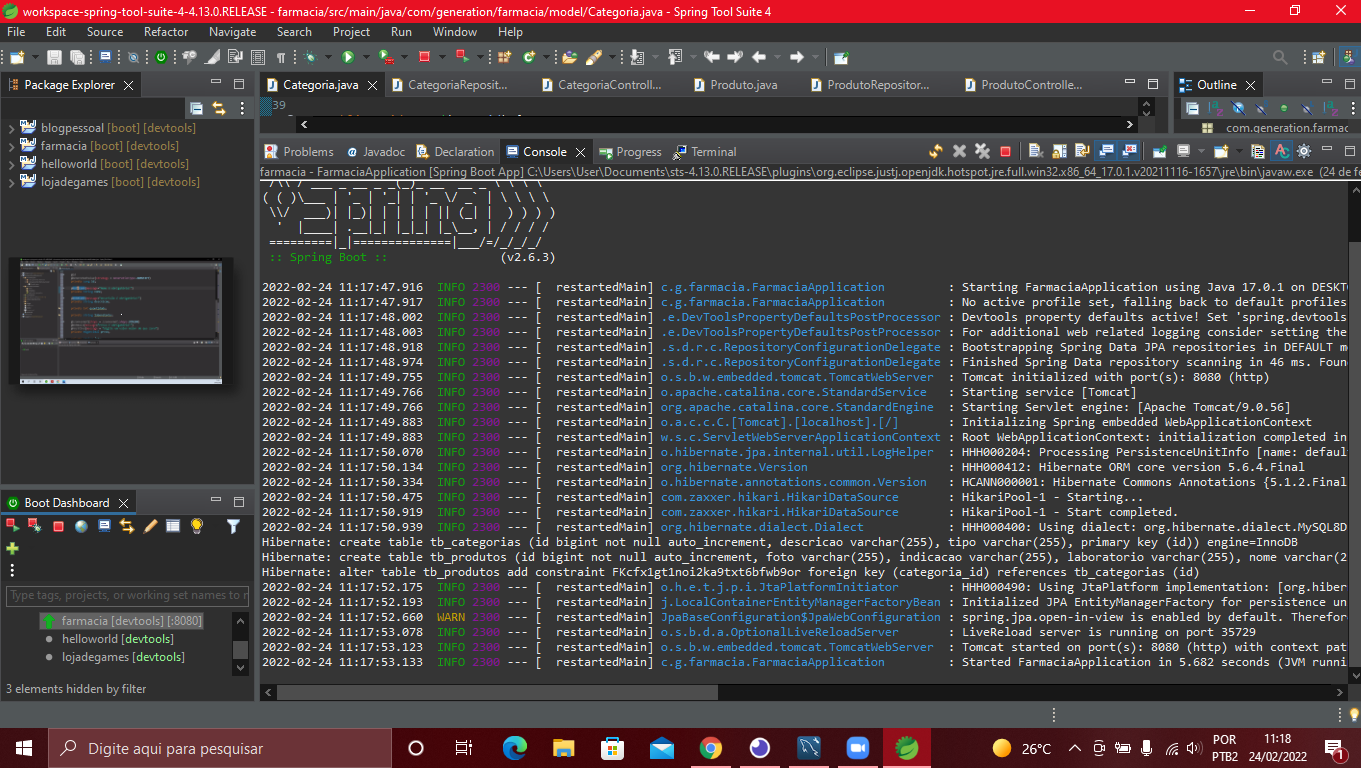 workspace-spring-tool-suite-4-4.13.0.RELEASE - farmacia/src/main/java/com/generation/farmacia/model/Categoria.java - Spring Tool Suite 4
File Edit Source Refactor Navigate Search Project Run Window Help
Package Explorer
Categoria.java CategoriaReposit... CategoriaControll... Produto.java ProdutoRepositor... ProdutoControlle...
Outline
39
com.generation.farmac
blogpessoal [boot] [devtools]
farmacia [boot] [devtools]
helloworld [boot] [devtools]
lojadegames [boot] [devtools]
Problems Javadoc Declaration Console Progress Terminal
farmacia - FarmaciaApplication [Spring Boot App] C:\Users\User\Documents\sts-4.13.0.RELEASE\plugins\org.eclipse.justj.openjdk.hotspot.jre.full.win32.x86_64_17.0.1.v20211116-1657\jre\bin\javaw.exe (24 de fe
:: Spring Boot :: (v2.6.3)
2022-02-24 11:17:47.916 INFO 2300 --- [ restartedMain] c.g.farmacia.FarmaciaApplication : Starting FarmaciaApplication using Java 17.0.1 on DESKT
2022-02-24 11:17:47.917 INFO 2300 --- [ restartedMain] c.g.farmacia.FarmaciaApplication : No active profile set, falling back to default profiles
2022-02-24 11:17:48.002 INFO 2300 --- [ restartedMain] .e.DevToolsPropertyDefaultsPostProcessor : Devtools property defaults active! Set 'spring.devtools
2022-02-24 11:17:48.003 INFO 2300 --- [ restartedMain] .e.DevToolsPropertyDefaultsPostProcessor : For additional web related logging consider setting the
2022-02-24 11:17:48.918 INFO 2300 --- [ restartedMain] .s.d.r.c.RepositoryConfigurationDelegate : Bootstrapping Spring Data JPA repositories in DEFAULT m
2022-02-24 11:17:48.974 INFO 2300 --- [ restartedMain] .s.d.r.c.RepositoryConfigurationDelegate : Finished Spring Data repository scanning in 46 ms. Foun
2022-02-24 11:17:49.755 INFO 2300 --- [ restartedMain] o.s.b.w.embedded.tomcat.TomcatWebServer : Tomcat initialized with port(s): 8080 (http)
2022-02-24 11:17:49.766 INFO 2300 --- [ restartedMain] o.apache.catalina.core.StandardService : Starting service [Tomcat]
2022-02-24 11:17:49.766 INFO 2300 --- [ restartedMain] org.apache.catalina.core.StandardEngine : Starting Servlet engine: [Apache Tomcat/9.0.56]
2022-02-24 11:17:49.883 INFO 2300 --- [ restartedMain] o.a.c.c.C.[Tomcat].[localhost].[/] : Initializing Spring embedded WebApplicationContext
2022-02-24 11:17:49.883 INFO 2300 --- [ restartedMain] w.s.c.ServletWebServerApplicationContext : Root WebApplicationContext: initialization completed in
2022-02-24 11:17:50.070 INFO 2300 --- [ restartedMain] o.hibernate.jpa.internal.util.LogHelper : HHH000204: Processing PersistenceUnitInfo [name: defaul
2022-02-24 11:17:50.134 INFO 2300 --- [ restartedMain] org.hibernate.Version : HHH000412: Hibernate ORM core version 5.6.4.Final
2022-02-24 11:17:50.334 INFO 2300 --- [ restartedMain] o.hibernate.annotations.common.Version : HCANN000001: Hibernate Commons Annotations {5.1.2.Final
2022-02-24 11:17:50.475 INFO 2300 --- [ restartedMain] com.zaxxer.hikari.HikariDataSource : HikariPool-1 - Starting...
2022-02-24 11:17:50.919 INFO 2300 --- [ restartedMain] com.zaxxer.hikari.HikariDataSource : HikariPool-1 - Start completed.
2022-02-24 11:17:50.939 INFO 2300 --- [ restartedMain] org.hibernate.dialect.Dialect : HHH000400: Using dialect: org.hibernate.dialect.MySQL8D
Hibernate: create table tb_categorias (id bigint not null auto_increment, descricao varchar(255), tipo varchar(255), primary key (id)) engine=InnoDB
Hibernate: create table tb_produtos (id bigint not null auto_increment, foto varchar(255), indicacao varchar(255), laboratorio varchar(255), nome varchar(2
Hibernate: alter table tb_produtos add constraint FKcfx1gt1noi2ka9txt6bfwb9or foreign key (categoria_id) references tb_categorias (id)
2022-02-24 11:17:52.175 INFO 2300 --- [ restartedMain] o.h.e.t.j.p.i.JtaPlatformInitiator : HHH000490: Using JtaPlatform implementation: [org.hiber
2022-02-24 11:17:52.193 INFO 2300 --- [ restartedMain] j.LocalContainerEntityManagerFactoryBean : Initialized JPA EntityManagerFactory for persistence un
2022-02-24 11:17:52.660 WARN 2300 --- [ restartedMain] JpaBaseConfiguration$JpaWebConfiguration : spring.jpa.open-in-view is enabled by default. Therefor
2022-02-24 11:17:53.078 INFO 2300 --- [ restartedMain] o.s.b.d.a.OptionalLiveReloadServer : LiveReload server is running on port 35729
2022-02-24 11:17:53.123 INFO 2300 --- [ restartedMain] o.s.b.w.embedded.tomcat.TomcatWebServer : Tomcat started on port(s): 8080 (http) with context pat
2022-02-24 11:17:53.133 INFO 2300 --- [ restartedMain] c.g.farmacia.FarmaciaApplication : Started FarmaciaApplication in 5.682 seconds (JVM runni
Boot Dashboard
Type tags, projects, or working set names to m
farmacia [devtools] [:8080]
helloworld [devtools]
lojadegames [devtools]
3 elements hidden by filter
Digite aqui para pesquisar
26°C
POR
PTB2
11:18
24/02/2022
1